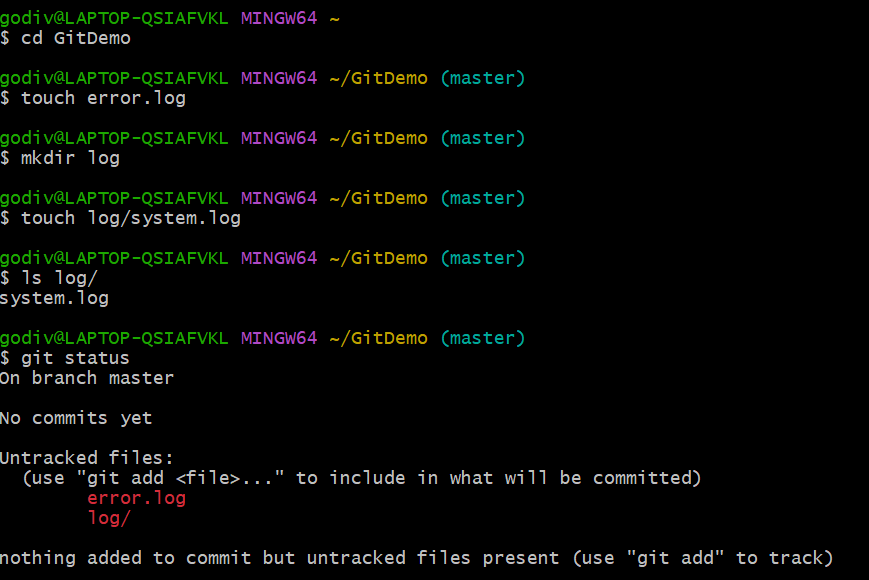 godiv@LAPTOP-QSIAFVKL MINGW64 ~
$ cd GitDemo
godiv@LAPTOP-QSIAFVKL MINGW64 ~/GitDemo (master)
$ touch error.log
godiv@LAPTOP-QSIAFVKL MINGW64 ~/GitDemo (master)
$ mkdir log
godiv@LAPTOP-QSIAFVKL MINGW64 ~/GitDemo (master)
$ touch log/system.log
godiv@LAPTOP-QSIAFVKL MINGW64 ~/GitDemo (master)
$ ls log/
system.log
godiv@LAPTOP-QSIAFVKL MINGW64 ~/GitDemo (master)
$ git status
On branch master
No commits yet
Untracked files:
  (use "git add <file>..." to include in what will be committed)
        error.log
        log/
nothing added to commit but untracked files present (use "git add" to track)